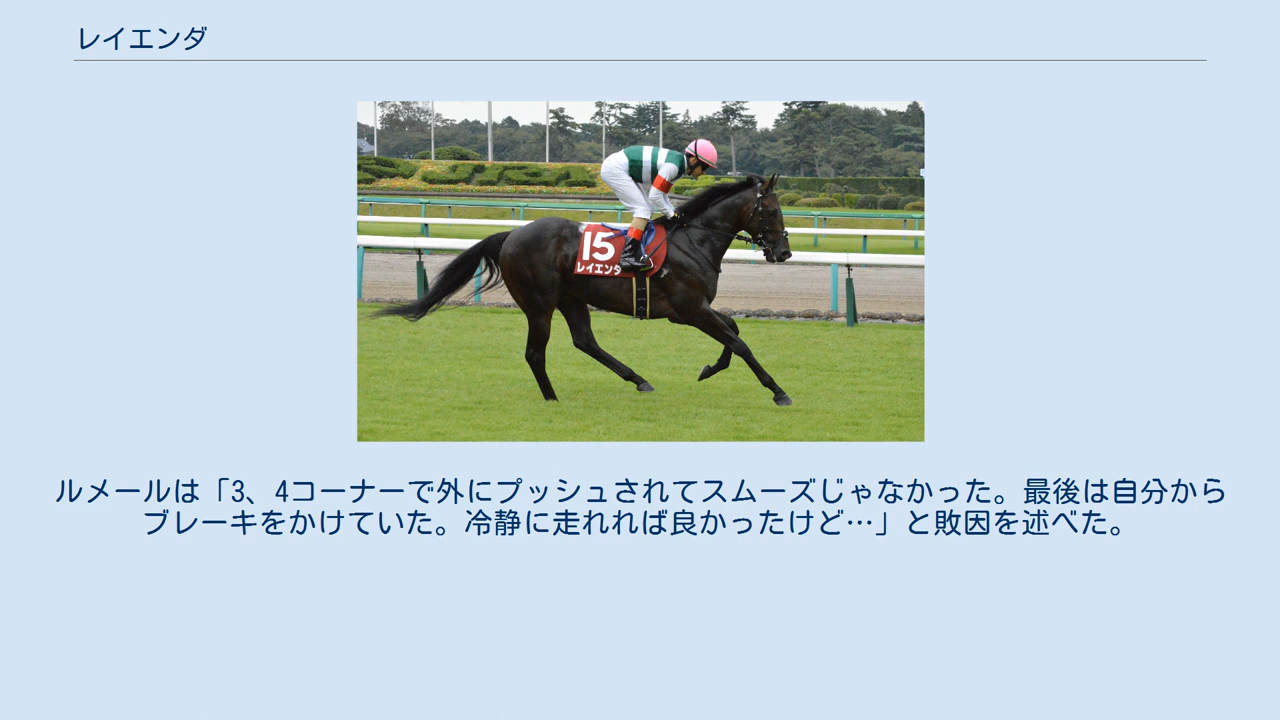 レイエンダ
15
レイエンダ
ルメールは「3、4コーナーで外にプッシュされてスムーズじゃなかった。最後は自分から
ブレーキをかけていた。冷静に走れれば良かったけど…」と敗因を述べた。